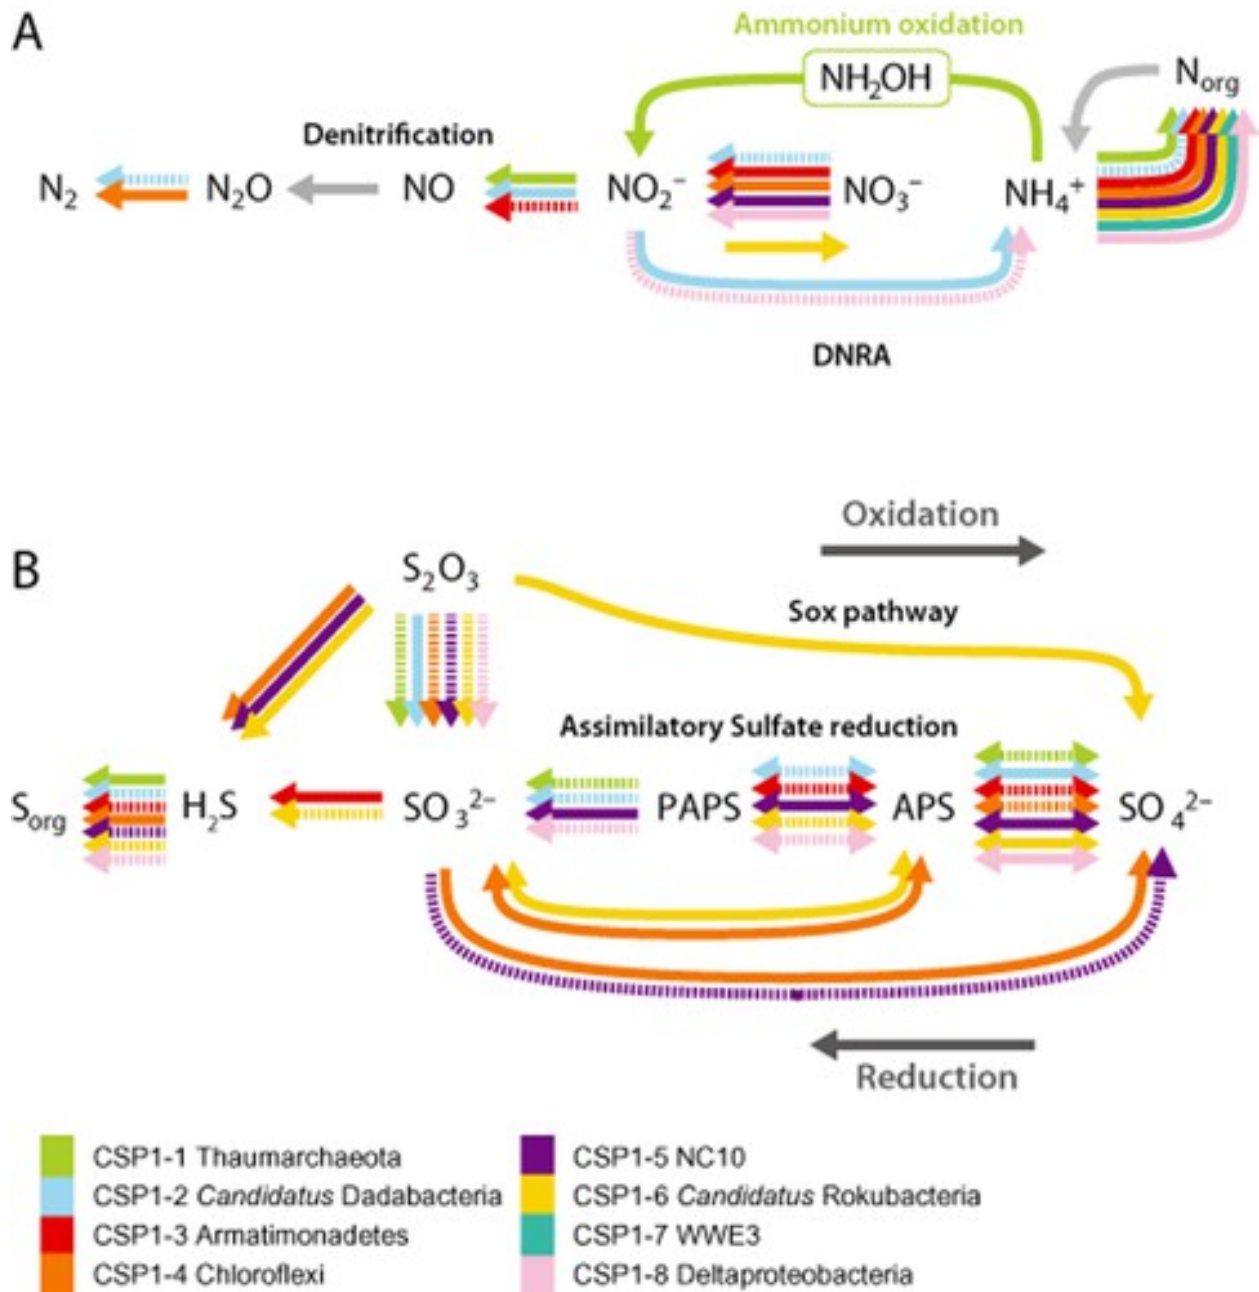 A
Ammonium oxidation
NH₂OH
N_org
Denitrification
N₂ N₂O NO NO₂⁻ NO₃⁻ NH₄⁺
DNRA
Oxidation
B
S₂O₃
Sox pathway
Assimilatory Sulfate reduction
S_org H₂S SO₃²⁻ PAPS APS SO₄²⁻
Reduction
CSP1-1 Thaumarchaeota
CSP1-2 Candidatus Dadabacteria
CSP1-3 Armatimonadetes
CSP1-4 Chloroflexi
CSP1-5 NC10
CSP1-6 Candidatus Rokubacteria
CSP1-7 WWE3
CSP1-8 Deltaproteobacteria